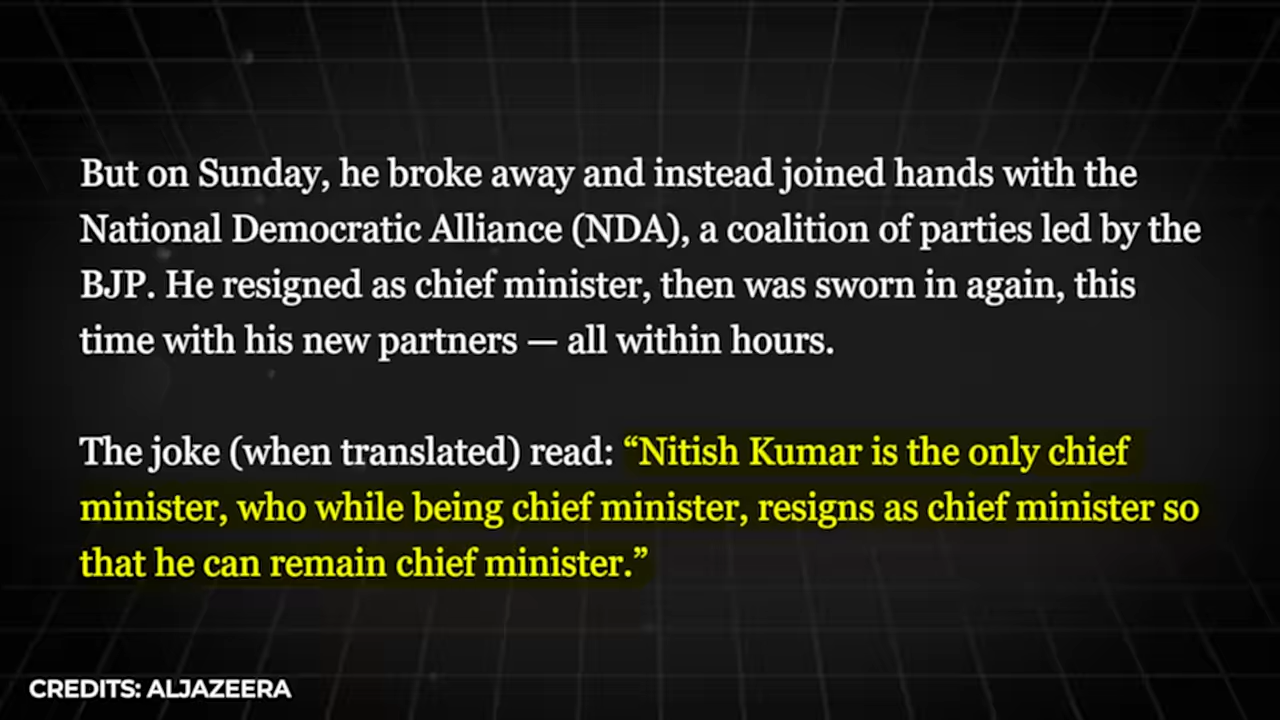 But on Sunday, he broke away and instead joined hands with the
National Democratic Alliance (NDA), a coalition of parties led by the
BJP. He resigned as chief minister, then was sworn in again, this
time with his new partners — all within hours.
The joke (when translated) read: “Nitish Kumar is the only chief
minister, who while being chief minister, resigns as chief minister so
that he can remain chief minister.”
CREDITS: ALJAZEERA